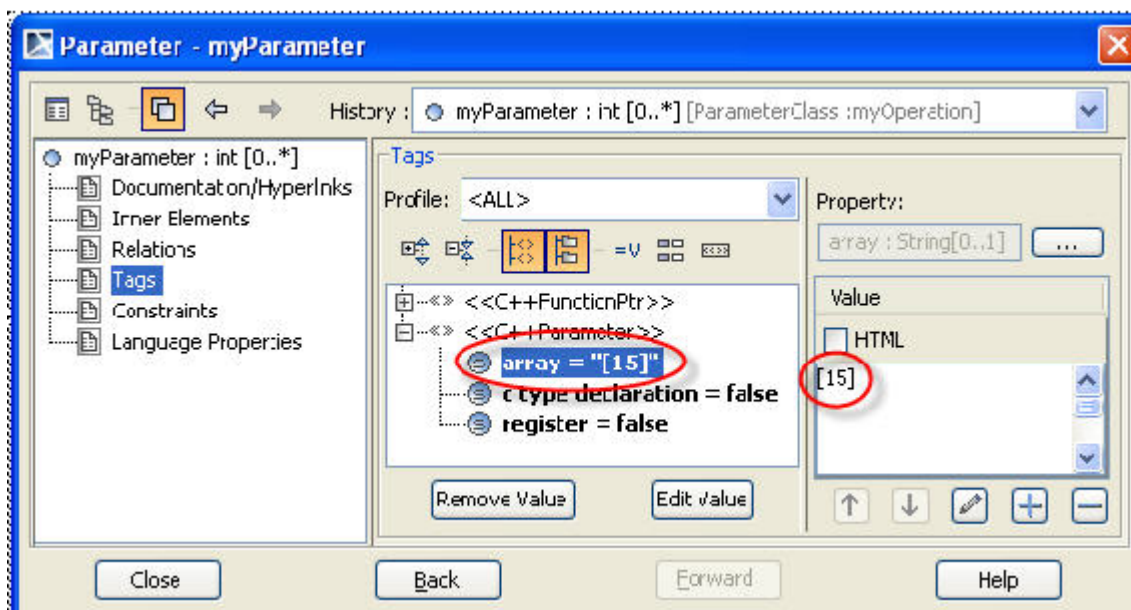 Parameter - myParameter
History : myParameter : int [0..*] [ParameterClass :myOperation]
myParameter : int [0..*]
Documentation/Hyperlinks
Inner Elements
Relations
Tags
Constraints
Language Properties
Tags
Profile: <ALL>
<<C++FunctionPtr>>
<<C++Parameter>>
array = "[15]"
c type declaration = false
register = false
Remove Value Edit Value
Property:
array : String[0..1] ...
Value
HTML
[15]
Close Back Forward Help